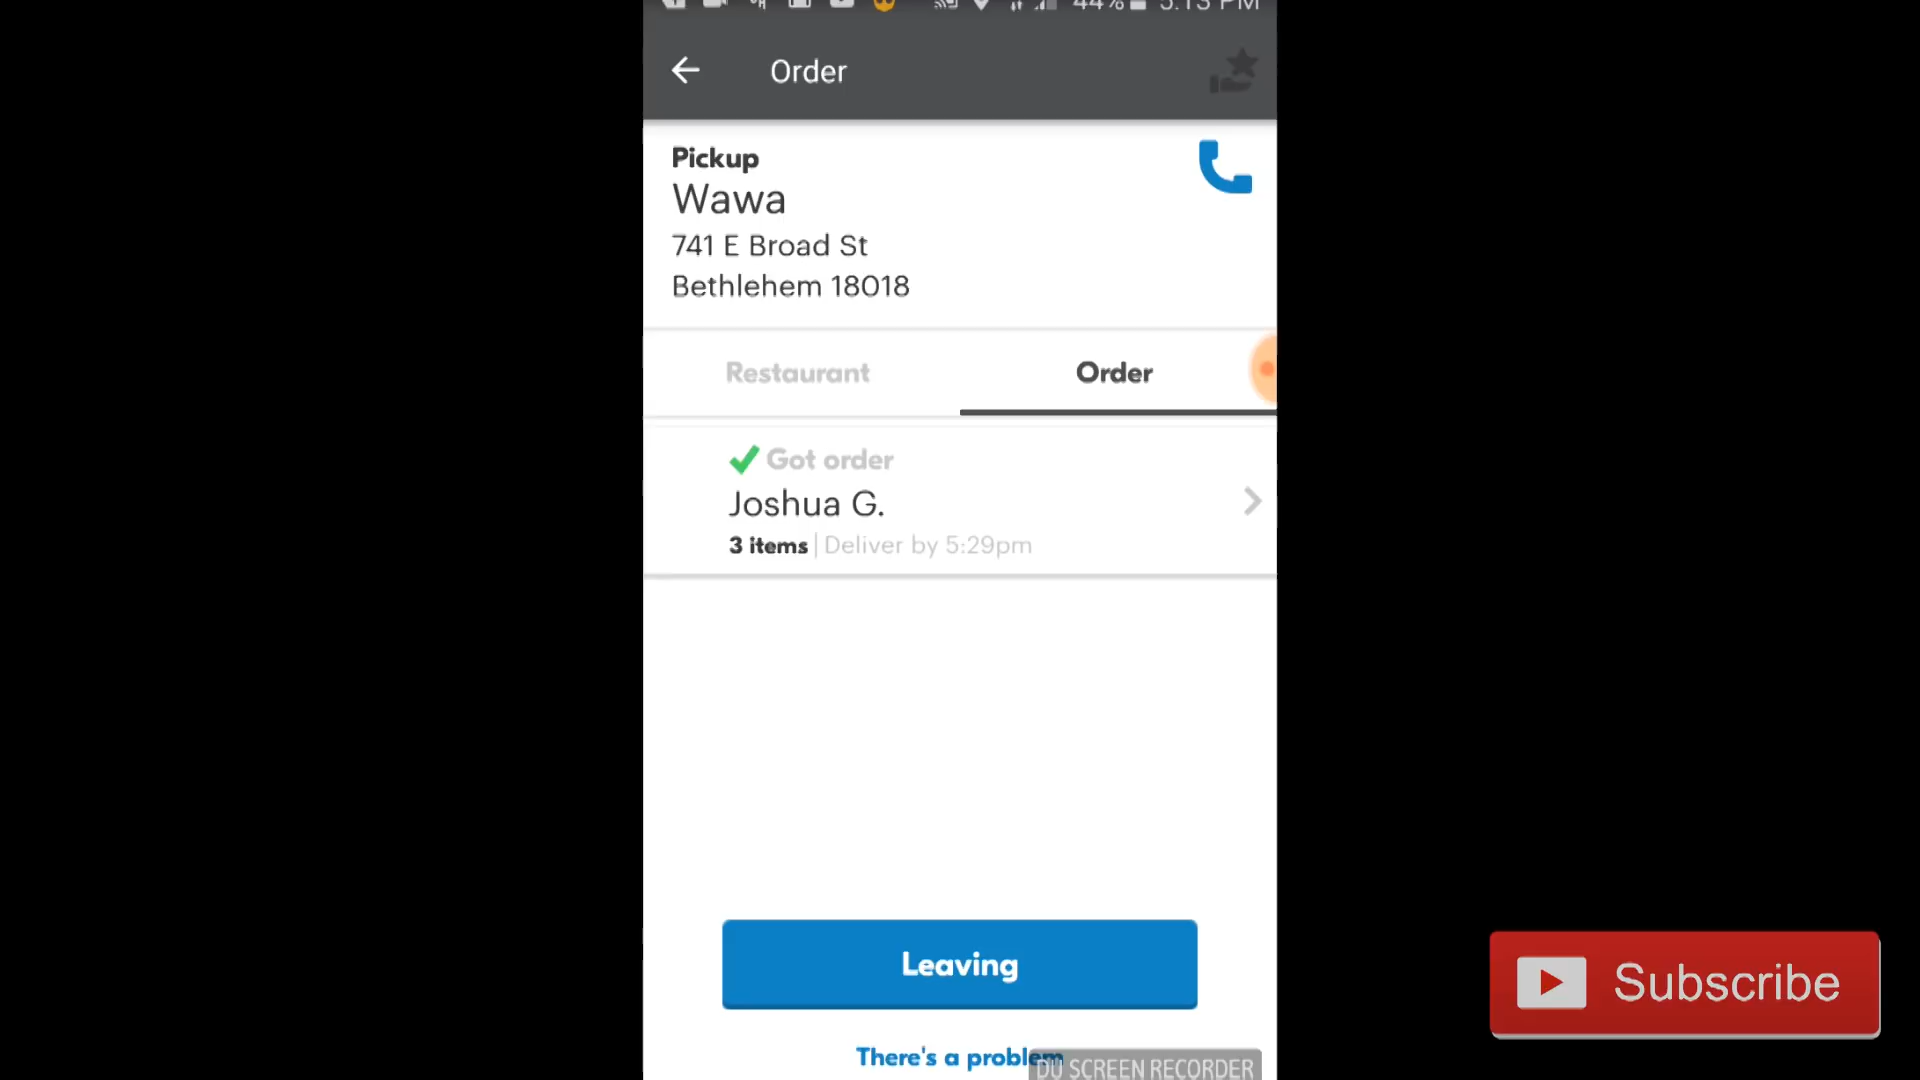 44% 5:13 PM
Order
Pickup
Wawa
741 E Broad St
Bethlehem 18018
Restaurant Order
Got order
Joshua G.
3 items | Deliver by 5:29pm
Leaving
There's a problem
DU SCREEN RECORDER
Subscribe